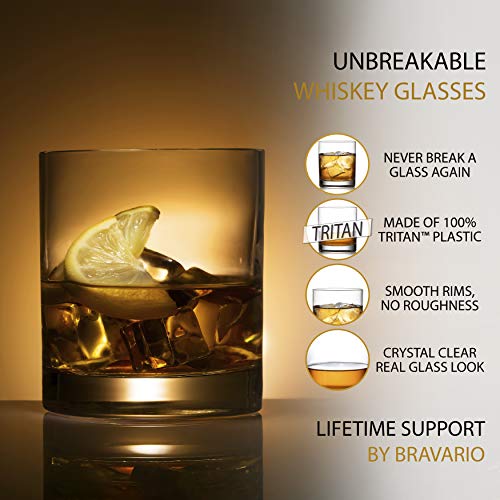 UNBREAKABLE
WHISKEY GLASSES
NEVER BREAK A
GLASS AGAIN
TRITAN
MADE OF 100%
TRITAN™ PLASTIC
SMOOTH RIMS,
NO ROUGHNESS
CRYSTAL CLEAR
REAL GLASS LOOK
LIFETIME SUPPORT
BY BRAVARIO